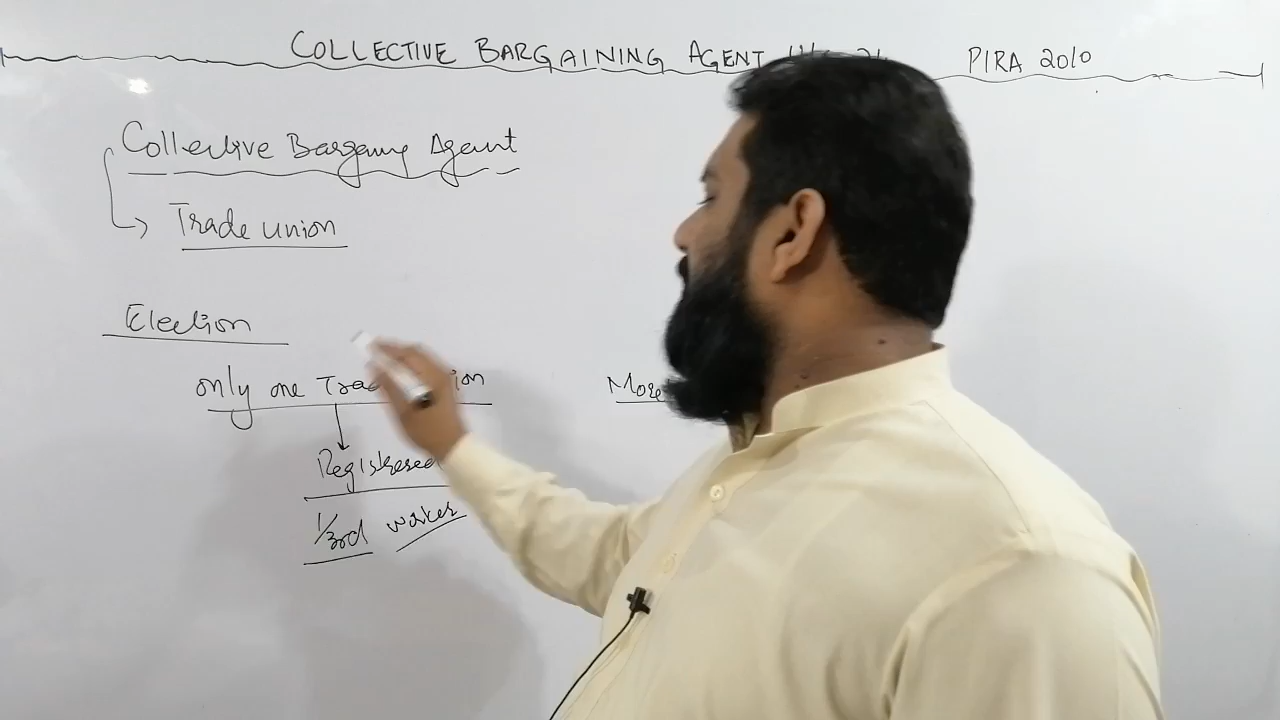 COLLECTIVE BARGAINING AGENT PIRA 2010
Collective Bargaining Agent
Trade union
Election
only one Trade union
More
Registered
1/3rd worker